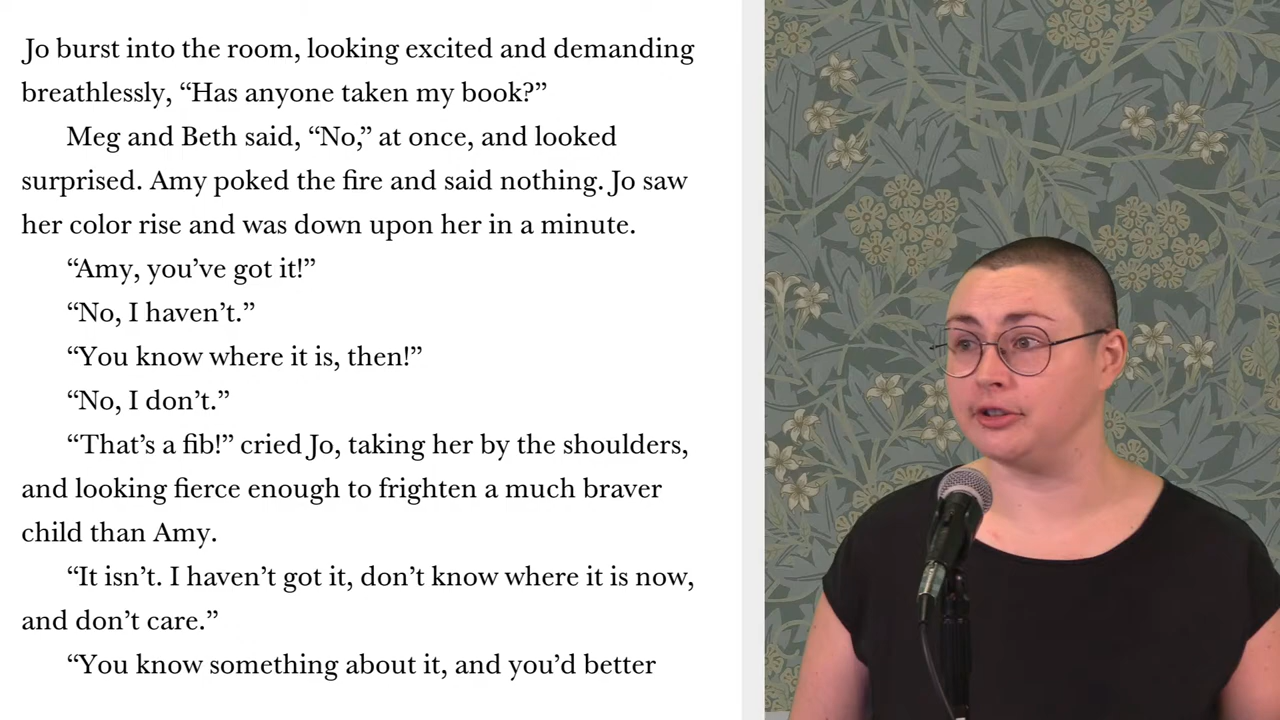 Jo burst into the room, looking excited and demanding
breathlessly, “Has anyone taken my book?”
Meg and Beth said, “No,” at once, and looked
surprised. Amy poked the fire and said nothing. Jo saw
her color rise and was down upon her in a minute.
“Amy, you’ve got it!”
“No, I haven’t.”
“You know where it is, then!”
“No, I don’t.”
“That’s a fib!” cried Jo, taking her by the shoulders,
and looking fierce enough to frighten a much braver
child than Amy.
“It isn’t. I haven’t got it, don’t know where it is now,
and don’t care.”
“You know something about it, and you’d better